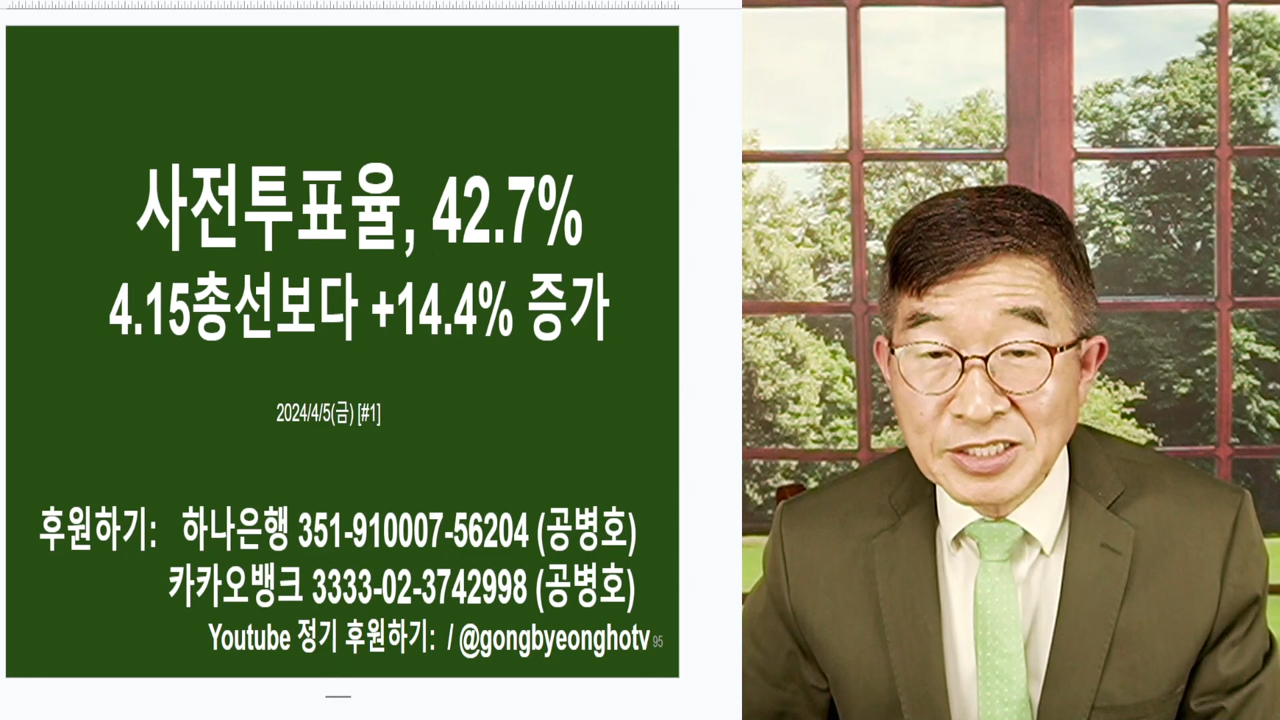 사전투표율, 42.7%
4.15총선보다 +14.4% 증가
2024/4/5(금) [#1]
후원하기: 하나은행 351-910007-56204 (공병호)
카카오뱅크 3333-02-3742998 (공병호)
Youtube 정기 후원하기: / @gongbyeonghotv 95